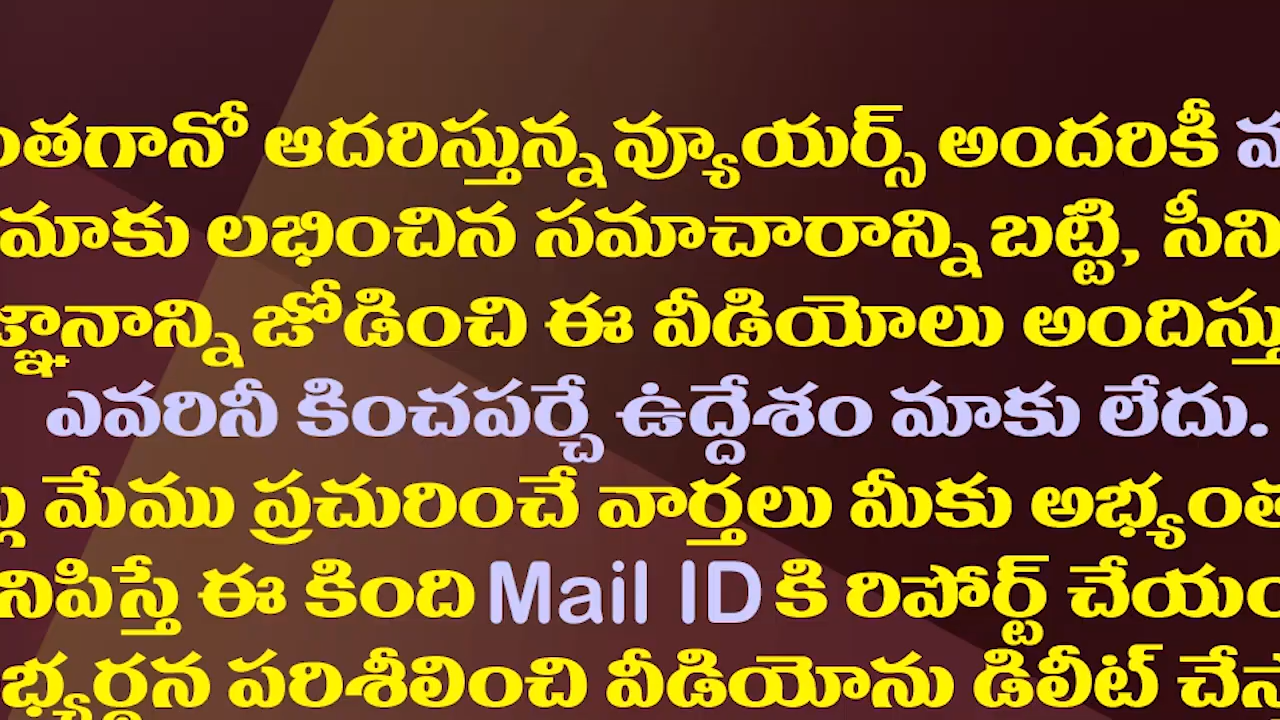 ంతగానో ఆదరిస్తున్న వ్యూయర్స్ అందరికీ
మాకు లభించిన సమాచారాన్ని బట్టి, సీని
జ్ఞానాన్ని జోడించి ఈ వీడియోలు అందిస్తు
ఎవరినీ కించపర్చే ఉద్దేశం మాకు లేదు.
మేము ప్రచురించే వార్తలు మీకు అభ్యంత
నిపిస్తే ఈ కింది Mail ID కి రిపోర్ట్ చేయం
భ్యర్ధన పరిశీలించి వీడియోను డిలీట్ చేస